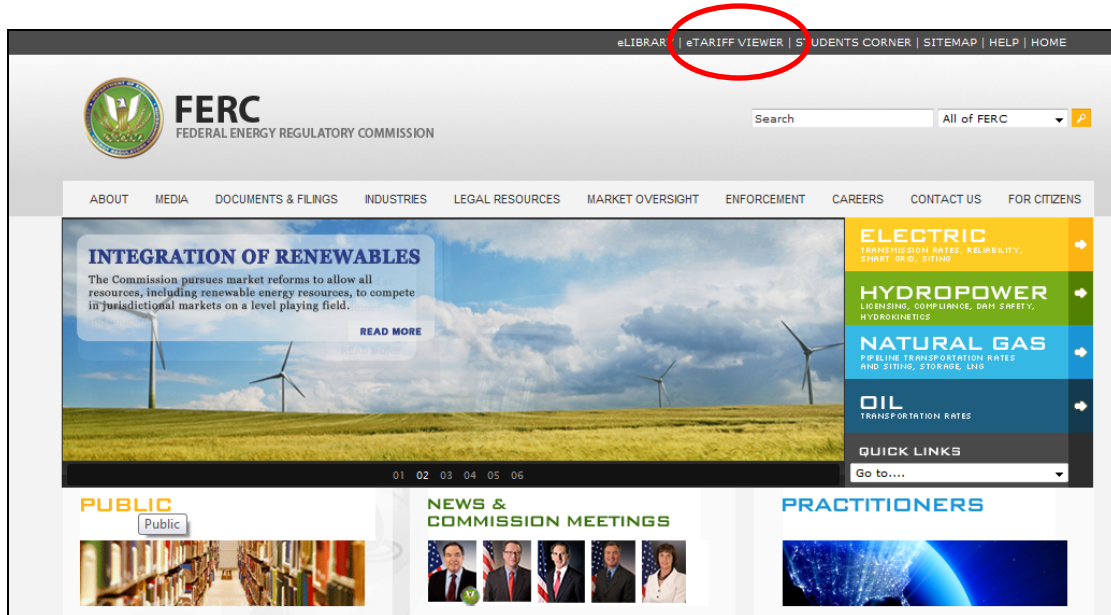 eLIBRARY | eTARIFF VIEWER | STUDENTS CORNER | SITEMAP | HELP | HOME
FERC
FEDERAL ENERGY REGULATORY COMMISSION
Search
All of FERC
ABOUT MEDIA DOCUMENTS & FILINGS INDUSTRIES LEGAL RESOURCES MARKET OVERSIGHT ENFORCEMENT CAREERS CONTACT US FOR CITIZENS
INTEGRATION OF RENEWABLES
The Commission pursues market reforms to allow all
resources, including renewable energy resources, to compete
in jurisdictional markets on a level playing field.
READ MORE
READ MORE
ELECTRIC
TRANSMISSION RATES, RELIABILITY,
SMART GRID, SITING
HYDROPOWER
LICENSING, COMPLIANCE, DAM SAFETY,
HYDROKINETICS
NATURAL GAS
PIPELINE TRANSPORTATION RATES
AND SITING, STORAGE, LNG
OIL
TRANSPORTATION RATES
QUICK LINKS
Go to....
01 02 03 04 05 06
PUBLIC
Public
NEWS &
COMMISSION MEETINGS
PRACTITIONERS